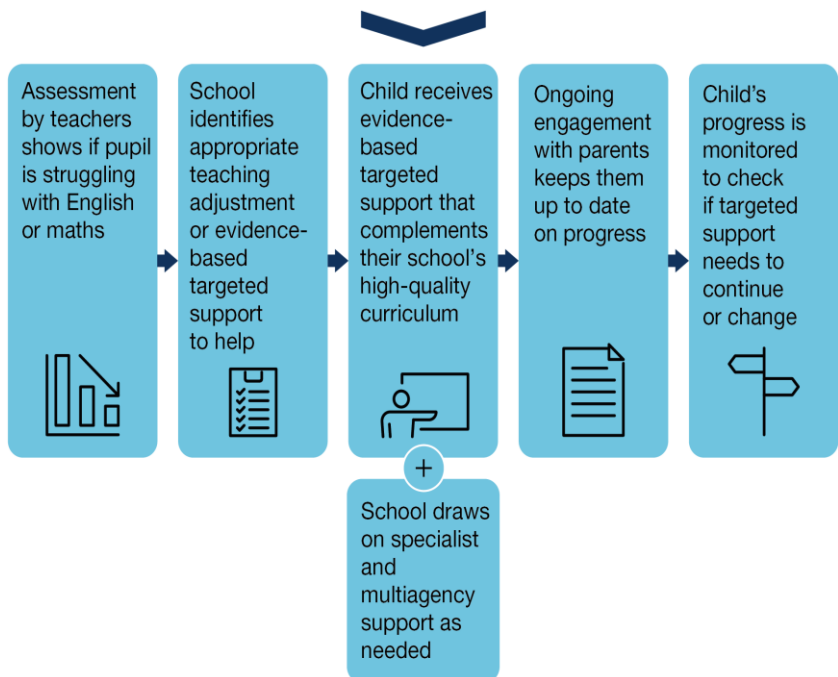 Assessment
by teachers
shows if pupil
is struggling
with English
or maths
School
identifies
appropriate
teaching
adjustment
or evidence-
based
targeted
support
to help
Child receives
evidence-
based
targeted
support that
complements
their school’s
high-quality
curriculum
Ongoing
engagement
with parents
keeps them
up to date
on progress
Child’s
progress is
monitored
to check
if targeted
support
needs to
continue
or change
+
School draws
on specialist
and
multiagency
support as
needed